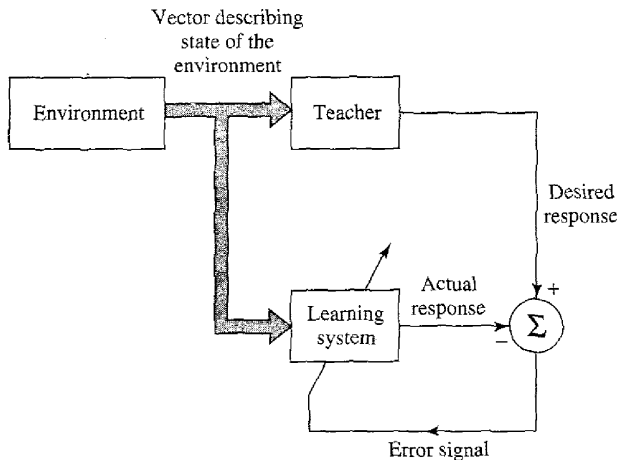 Vector describing
state of the
environment
Environment
Teacher
Desired
response
Learning
system
Actual
response
+
Σ
−
Error signal